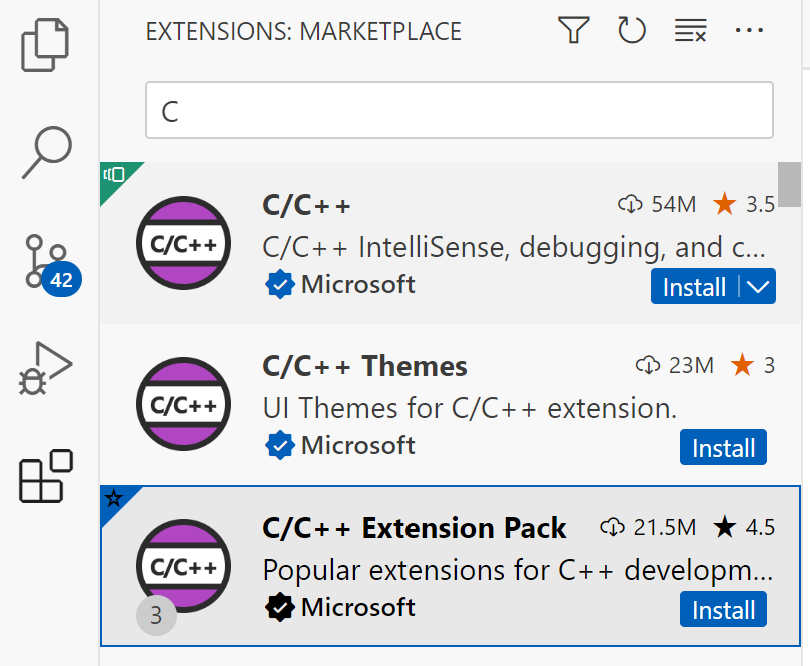 EXTENSIONS: MARKETPLACE
C
C/C++
C/C++
54M
3.5
C/C++ IntelliSense, debugging, and c...
Microsoft
Install
42
C/C++
C/C++ Themes
23M
3
UI Themes for C/C++ extension.
Microsoft
Install
C/C++
3
C/C++ Extension Pack
21.5M
4.5
Popular extensions for C++ developm...
Microsoft
Install